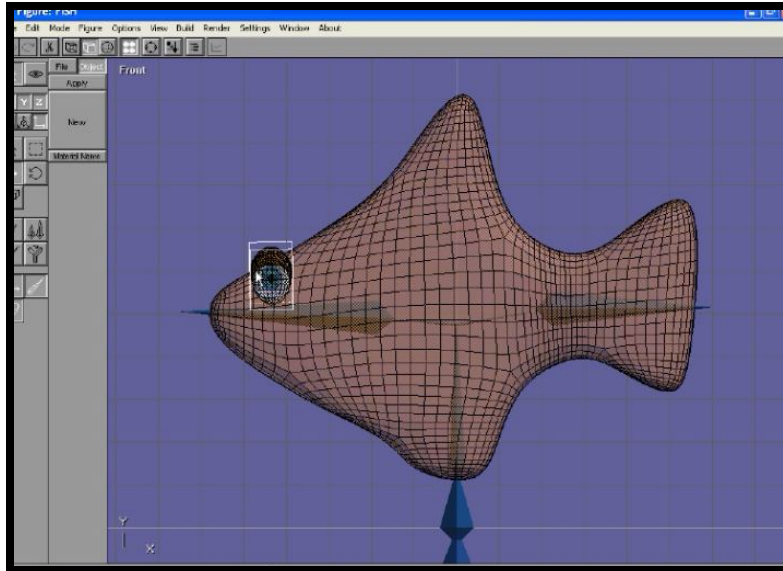 Figure: FISH
Edit Mode Figure Options View Build Render Settings Window About
File Object
Apply
Y Z
New
Material Name
Front
Y
X